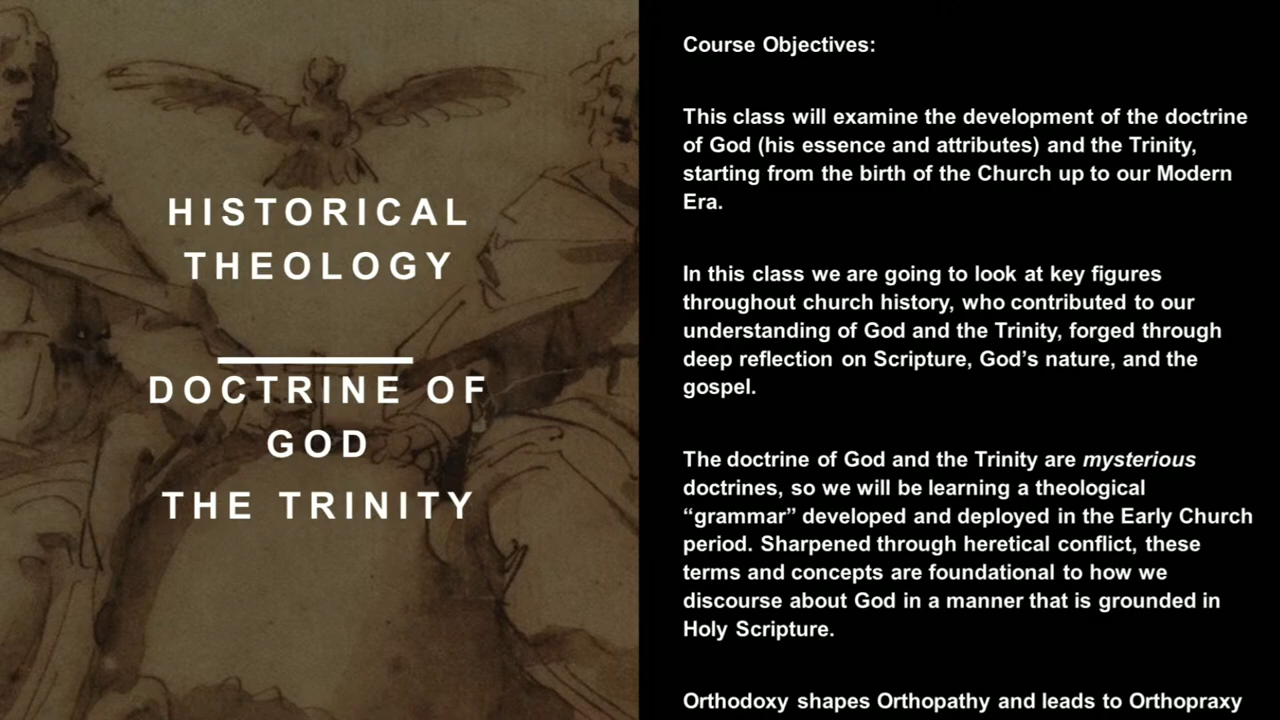 HISTORICAL
THEOLOGY
DOCTRINE OF
GOD
THE TRINITY
Course Objectives:
This class will examine the development of the doctrine
of God (his essence and attributes) and the Trinity,
starting from the birth of the Church up to our Modern
Era.
In this class we are going to look at key figures
throughout church history, who contributed to our
understanding of God and the Trinity, forged through
deep reflection on Scripture, God’s nature, and the
gospel.
The doctrine of God and the Trinity are mysterious
doctrines, so we will be learning a theological
“grammar” developed and deployed in the Early Church
period. Sharpened through heretical conflict, these
terms and concepts are foundational to how we
discourse about God in a manner that is grounded in
Holy Scripture.
Orthodoxy shapes Orthopathy and leads to Orthopraxy